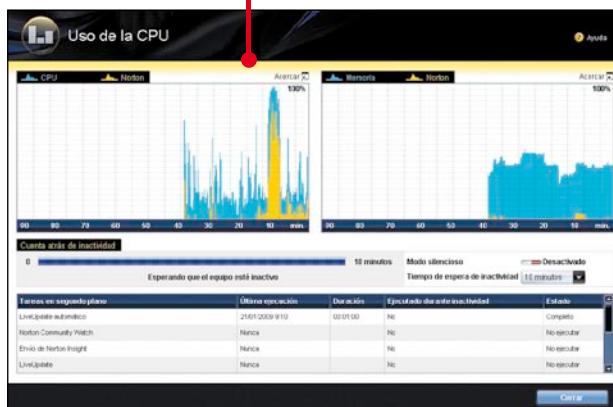 Uso de la CPU
Ayuda
CPU Norton Acercar
100%
90 80 70 60 50 40 30 20 10 min.
Memoria Norton Acercar
100%
90 80 70 60 50 40 30 20 10 min.
Cuenta atrás de inactividad
0 10 minutos
Esperando que el equipo esté inactivo
Modo silencioso Desactivado
Tiempo de espera de inactividad 10 minutos
Tareas en segundo plano Última ejecución Duración Ejecutado durante inactividad Estado
LiveUpdate automático 21/01/2009 9:10 00:01:00 No Completo
Norton Community Watch Nunca No No ejecutar
Envío de Norton Insight Nunca No No ejecutar
LiveUpdate Nunca No No ejecutar
Cerrar